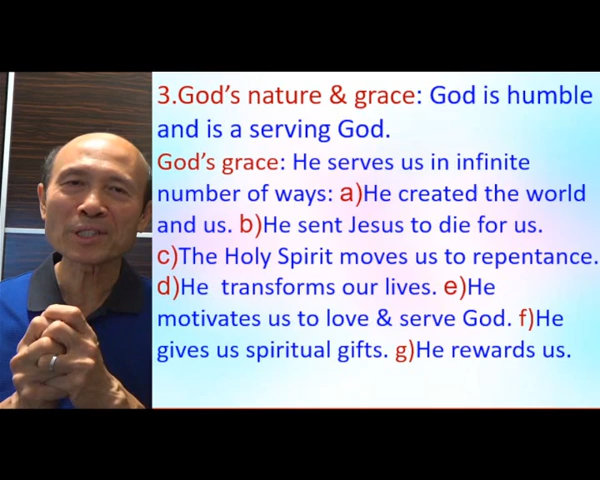 3.God's nature & grace: God is humble
and is a serving God.
God's grace: He serves us in infinite
number of ways: a)He created the world
and us. b)He sent Jesus to die for us.
c)The Holy Spirit moves us to repentance.
d)He  transforms our lives. e)He
motivates us to love & serve God. f)He
gives us spiritual gifts. g)He rewards us.